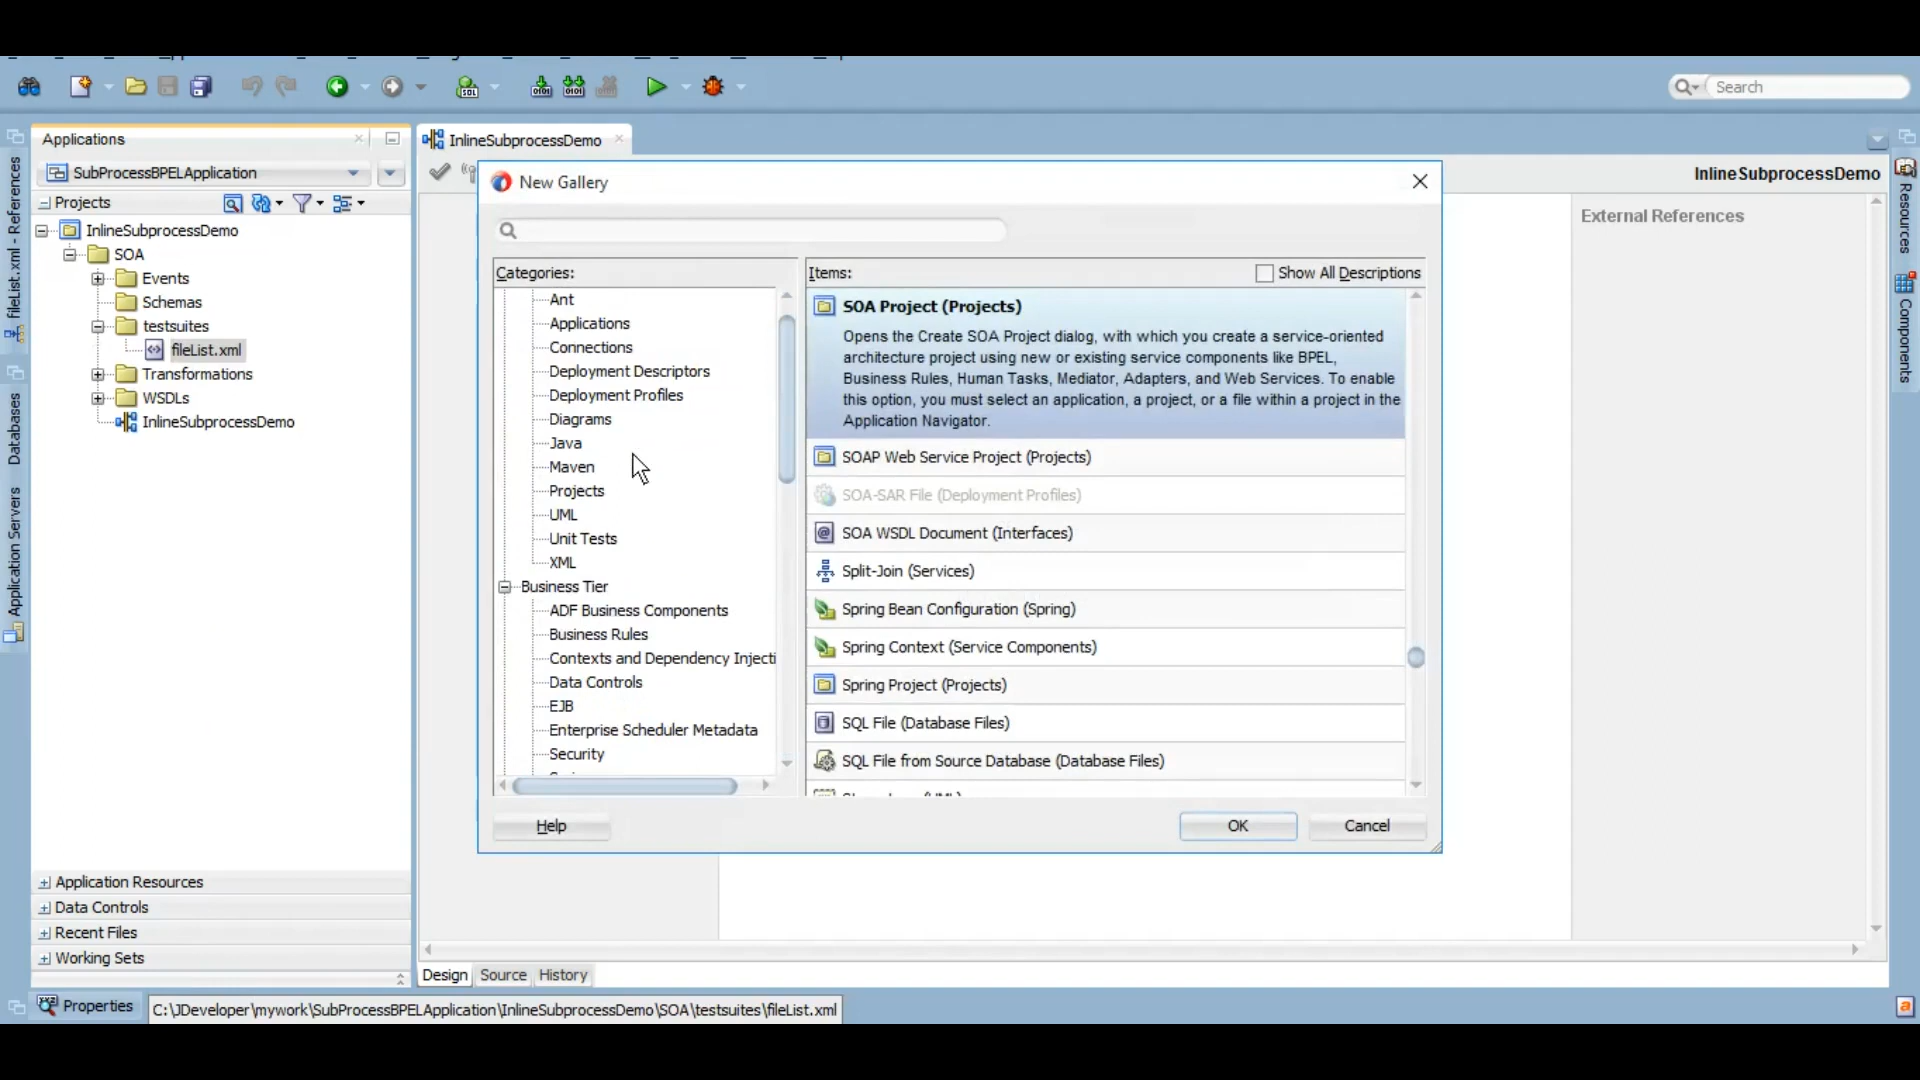 Search
Applications
SubProcessBPELApplication
Projects
InlineSubprocessDemo
SOA
Events
Schemas
testsuites
fileList.xml
Transformations
WSDLs
InlineSubprocessDemo
Application Resources
Data Controls
Recent Files
Working Sets
fileList.xml - References
Databases
Application Servers
InlineSubprocessDemo
InlineSubprocessDemo
External References
New Gallery
Categories:
Ant
Applications
Connections
Deployment Descriptors
Deployment Profiles
Diagrams
Java
Maven
Projects
UML
Unit Tests
XML
Business Tier
ADF Business Components
Business Rules
Contexts and Dependency Injecti
Data Controls
EJB
Enterprise Scheduler Metadata
Security
Items:
Show All Descriptions
SOA Project (Projects)
Opens the Create SOA Project dialog, with which you create a service-oriented
architecture project using new or existing service components like BPEL,
Business Rules, Human Tasks, Mediator, Adapters, and Web Services. To enable
this option, you must select an application, a project, or a file within a project in the
Application Navigator.
SOAP Web Service Project (Projects)
SOA-SAR File (Deployment Profiles)
SOA WSDL Document (Interfaces)
Split-Join (Services)
Spring Bean Configuration (Spring)
Spring Context (Service Components)
Spring Project (Projects)
SQL File (Database Files)
SQL File from Source Database (Database Files)
Help
OK
Cancel
Resources
Components
Design
Source
History
Properties
C:\JDeveloper\mywork\SubProcessBPELApplication\InlineSubprocessDemo\SOA\testsuites\fileList.xml